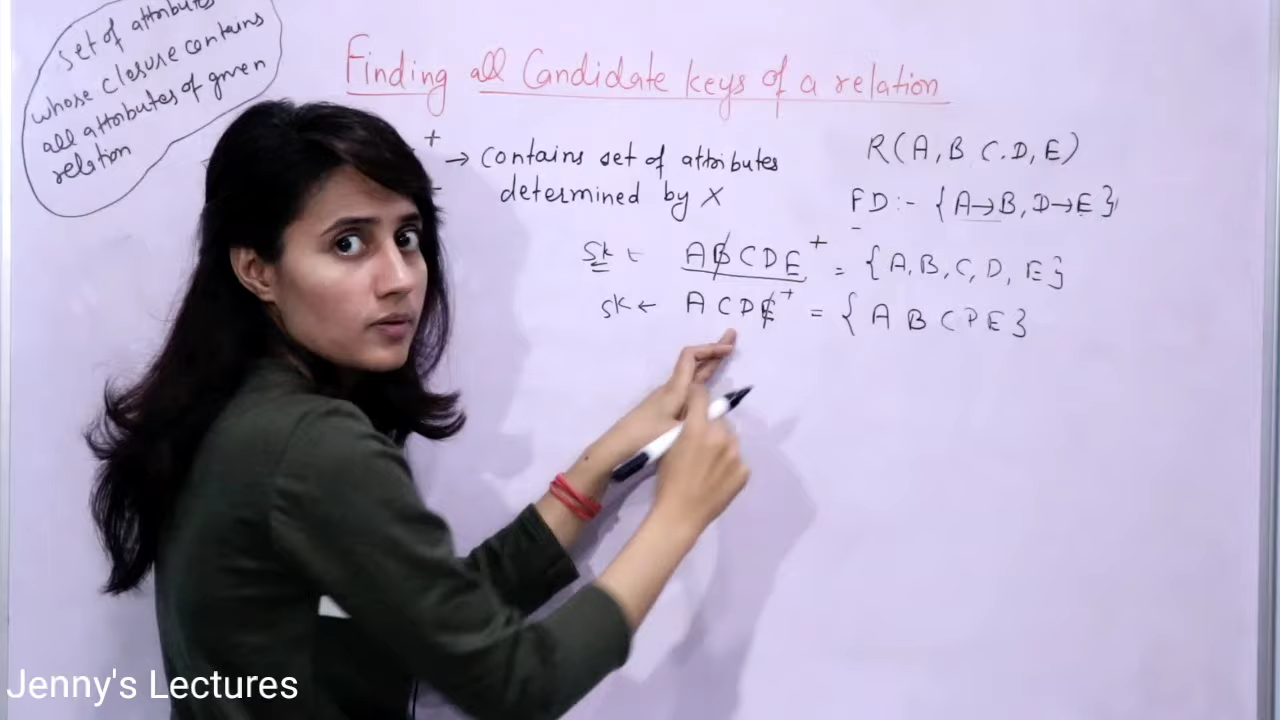 set of attributes
whose closure contains
all attributes of given
relation
Finding all Candidate keys of a relation
+ → Contains set of attributes
determined by X
R(A, B C. D, E)
FD :- { A→B, D→E }
SK ← ABCDE+ = { A, B, C, D, E }
SK ← ACDE+ = { A B C D E }
Jenny's Lectures